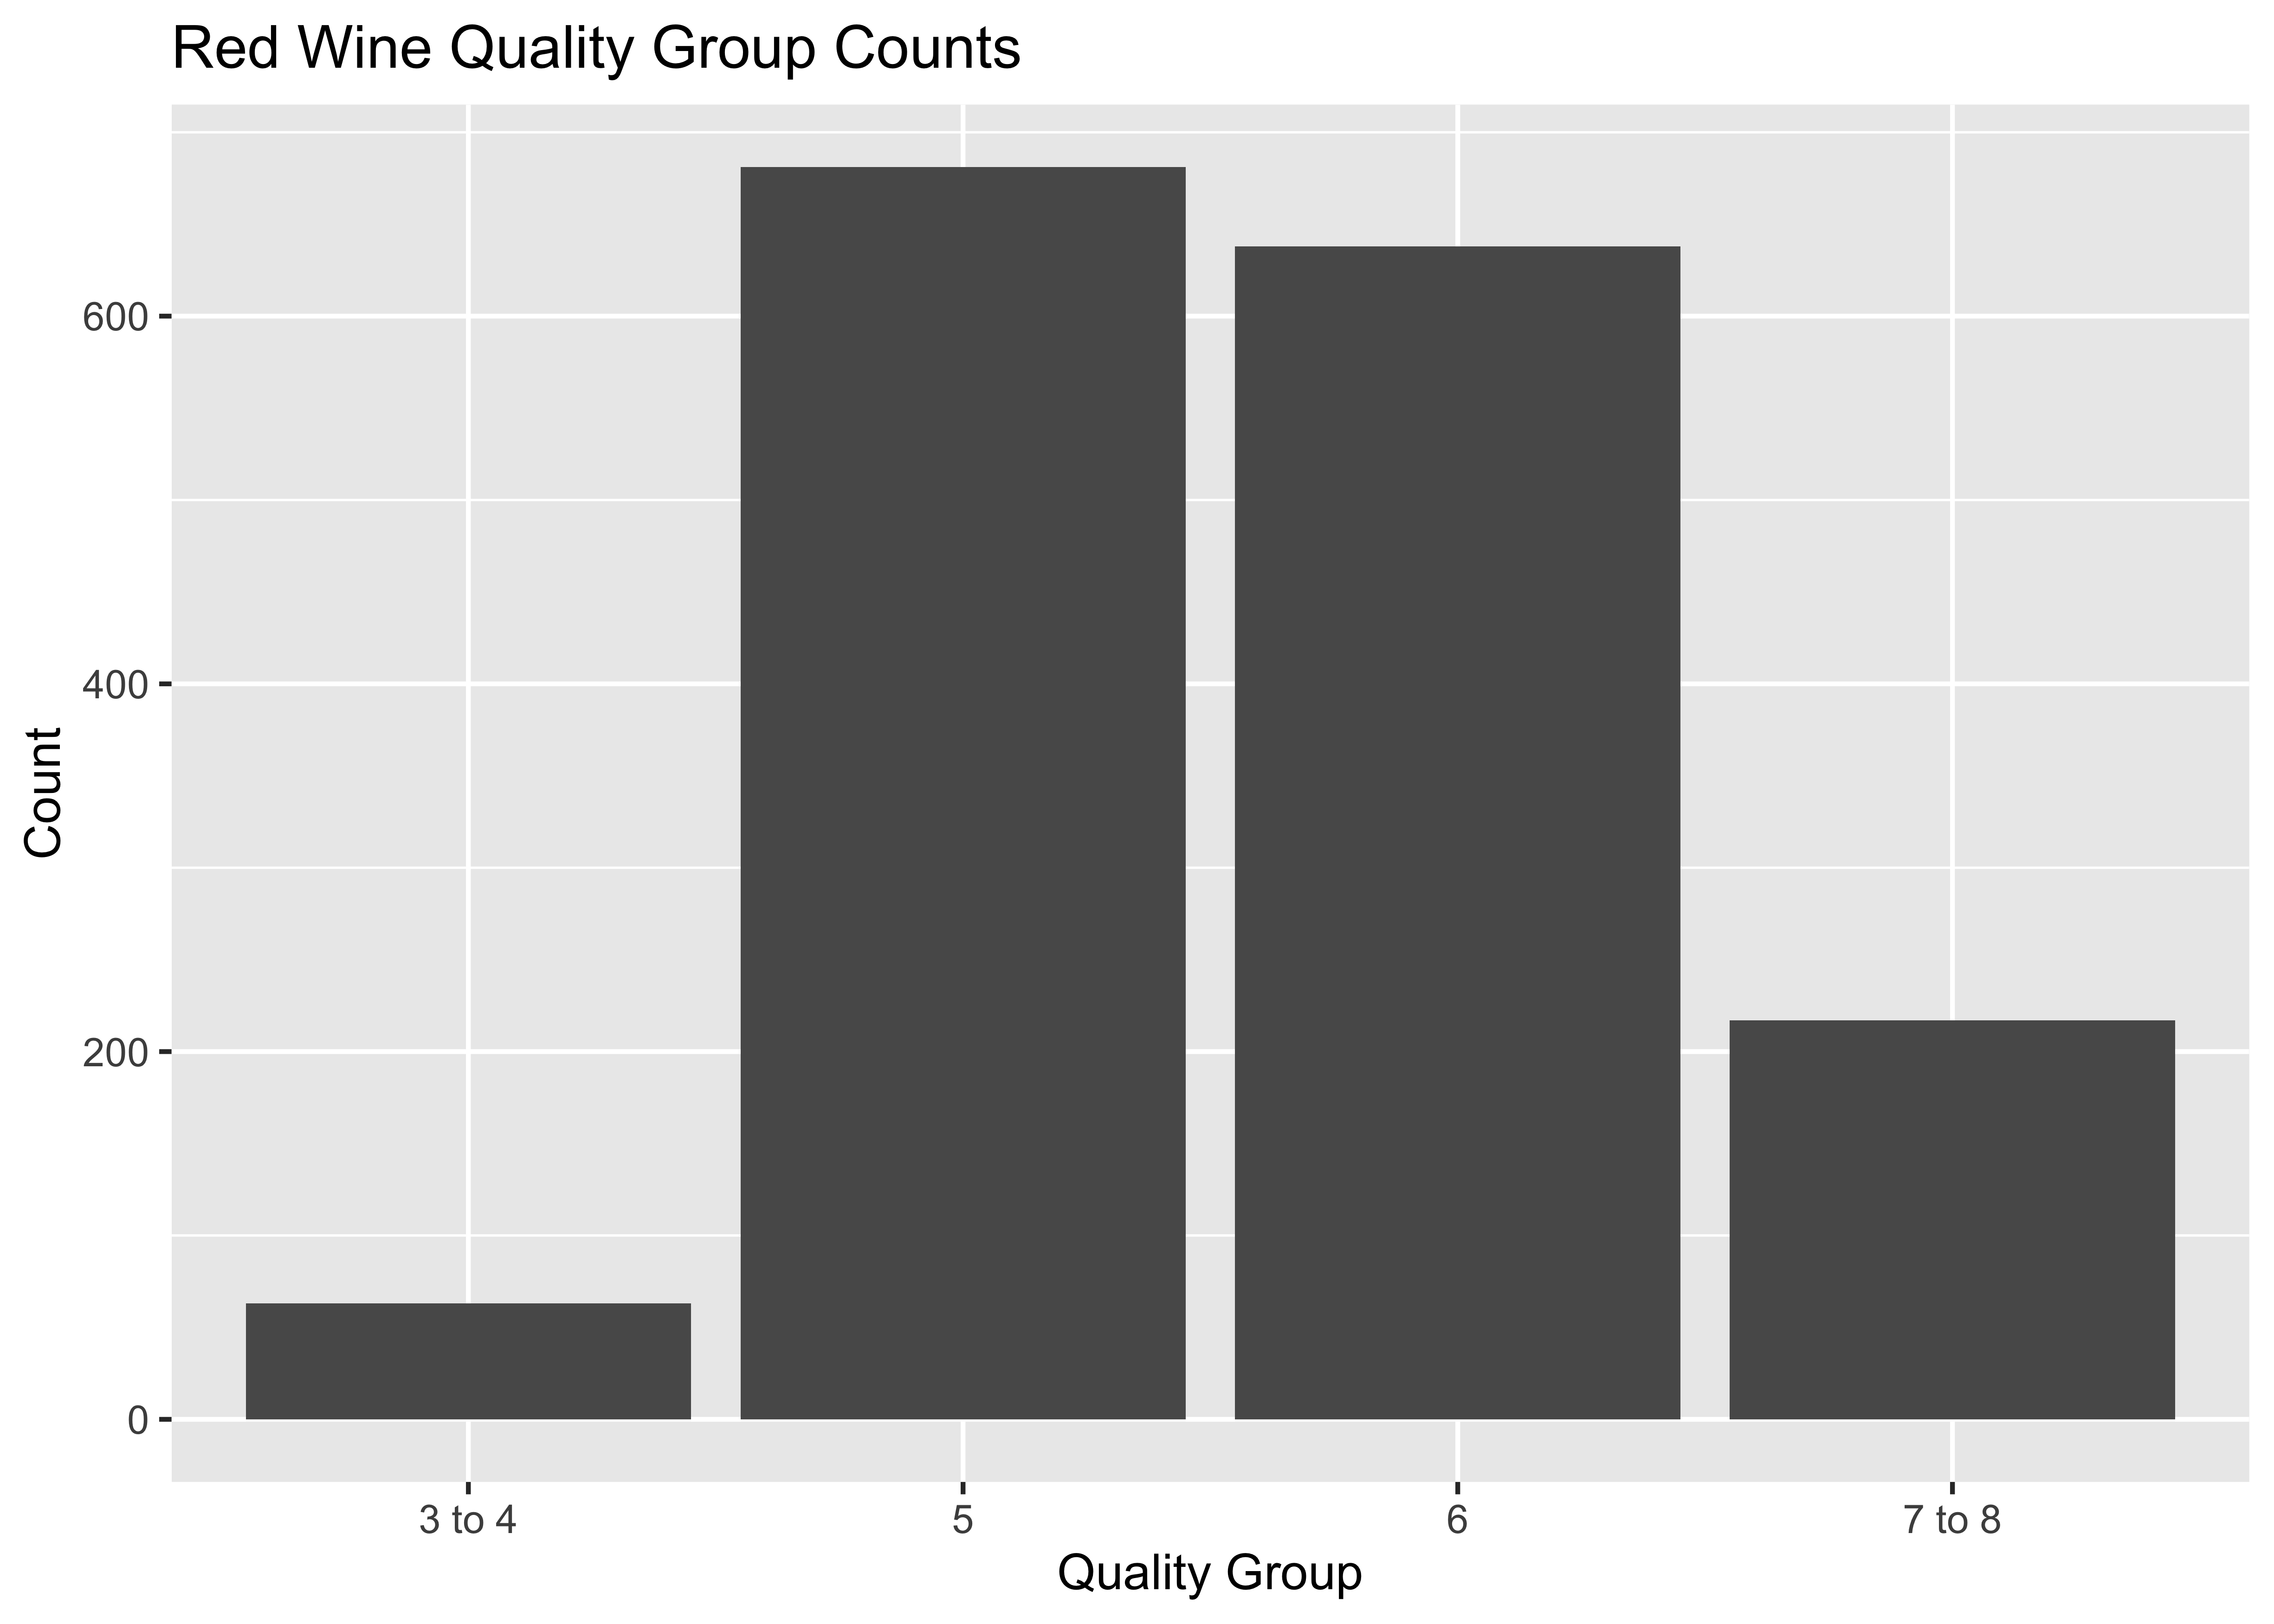 Red Wine Quality Group Counts
600
400
200
0
Count
3 to 4 5 6 7 to 8
Quality Group